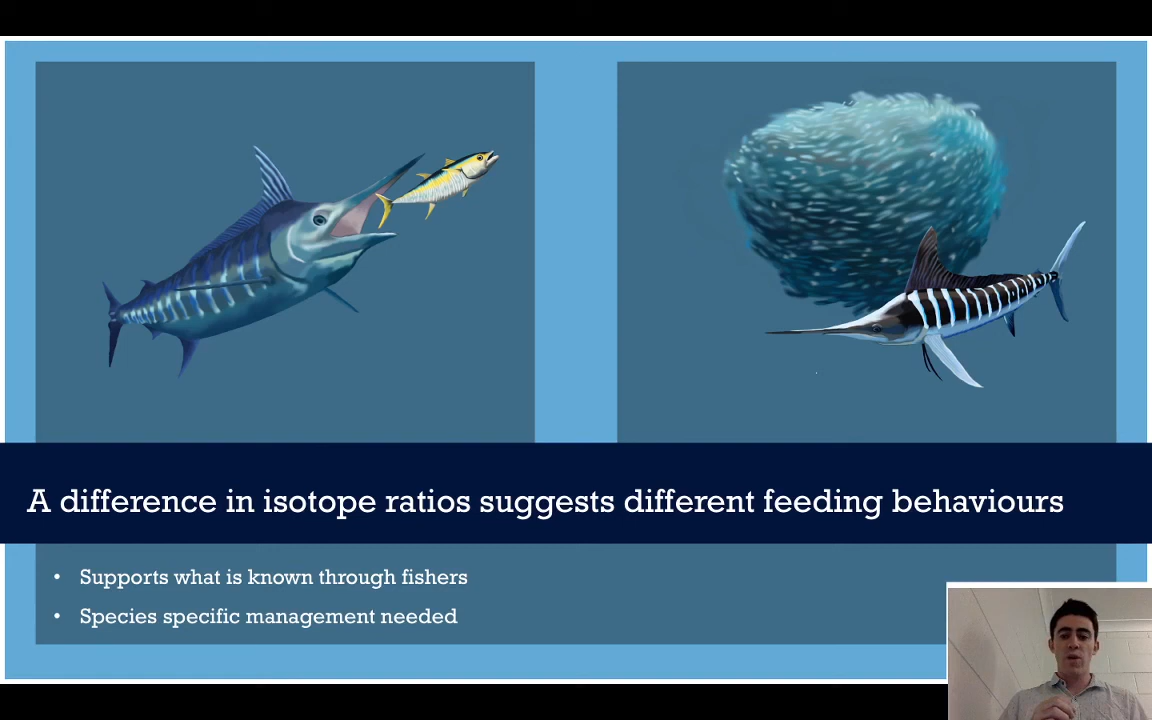 A difference in isotope ratios suggests different feeding behaviours
• Supports what is known through fishers
• Species specific management needed